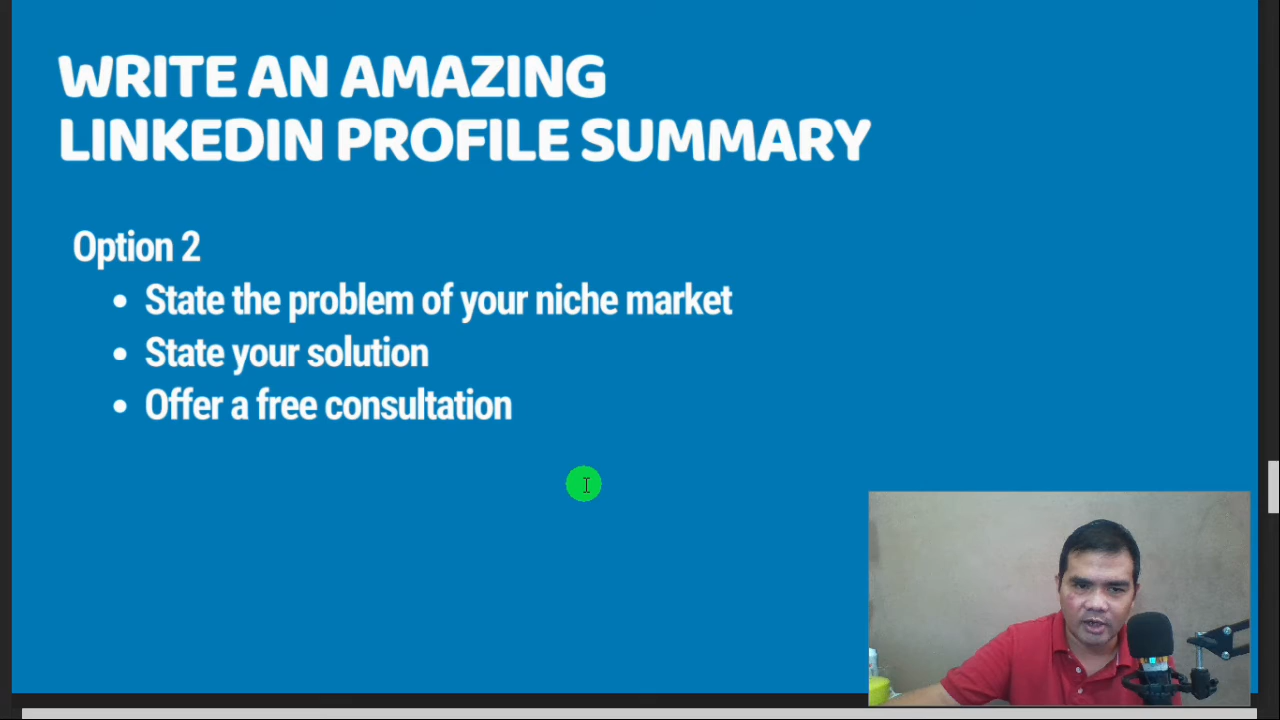 WRITE AN AMAZING
LINKEDIN PROFILE SUMMARY
Option 2
• State the problem of your niche market
• State your solution
• Offer a free consultation